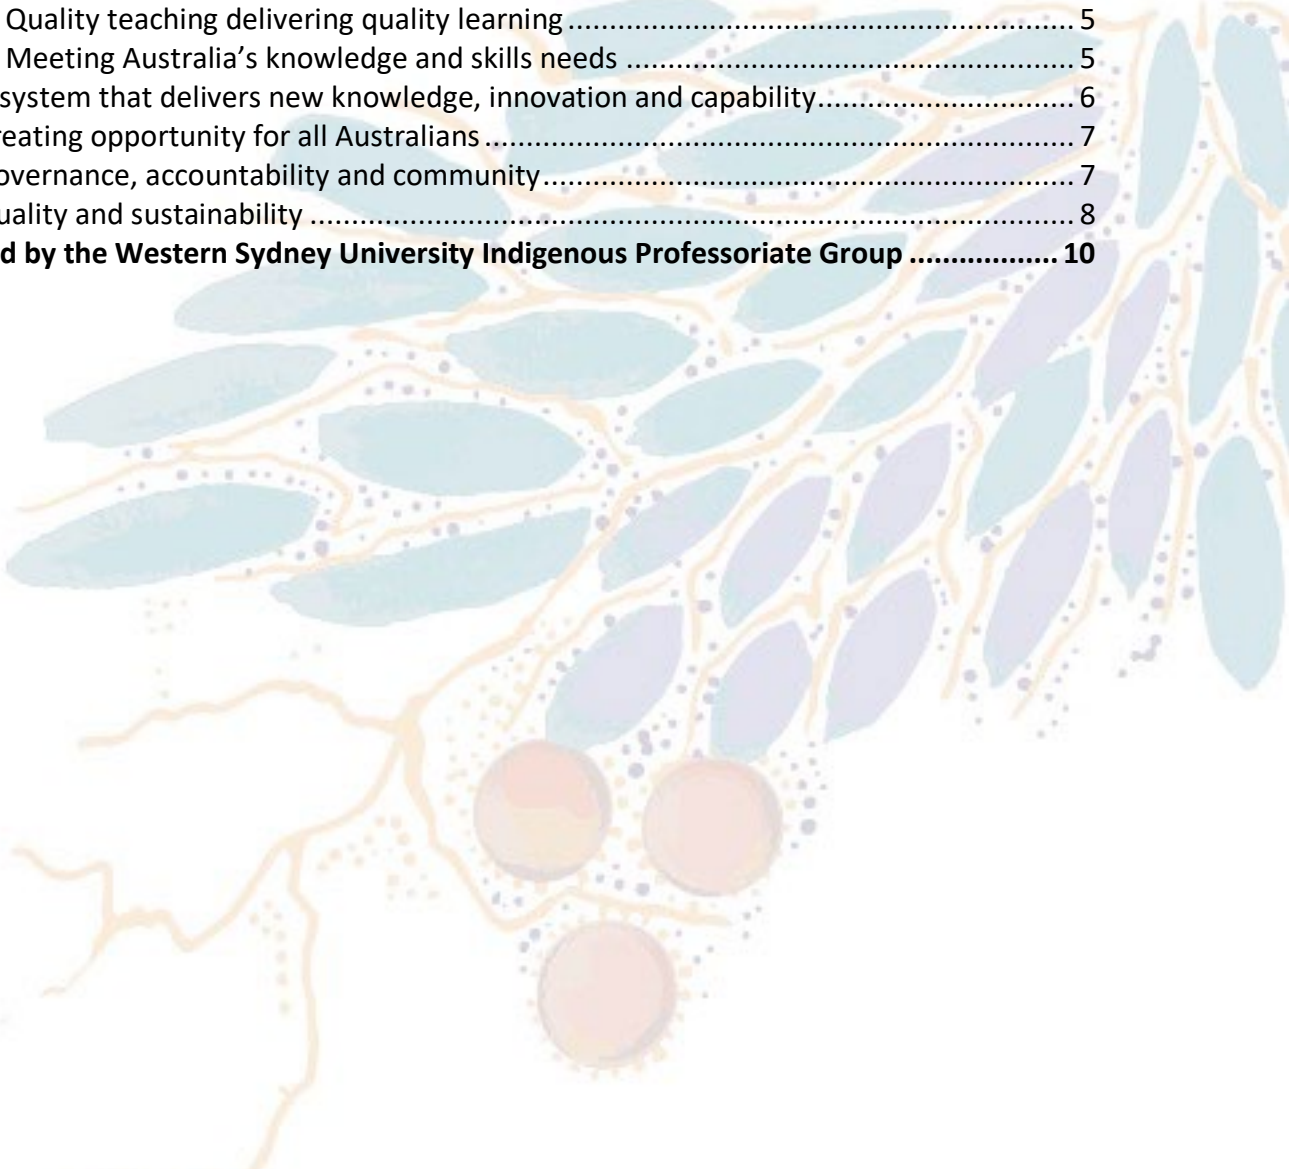 Quality teaching delivering quality learning.................................................................5
Meeting Australia’s knowledge and skills needs ..........................................................5
system that delivers new knowledge, innovation and capability.................................6
reating opportunity for all Australians..........................................................................7
overnance, accountability and community...................................................................7
uality and sustainability ................................................................................................8
d by the Western Sydney University Indigenous Professoriate Group .................. 10